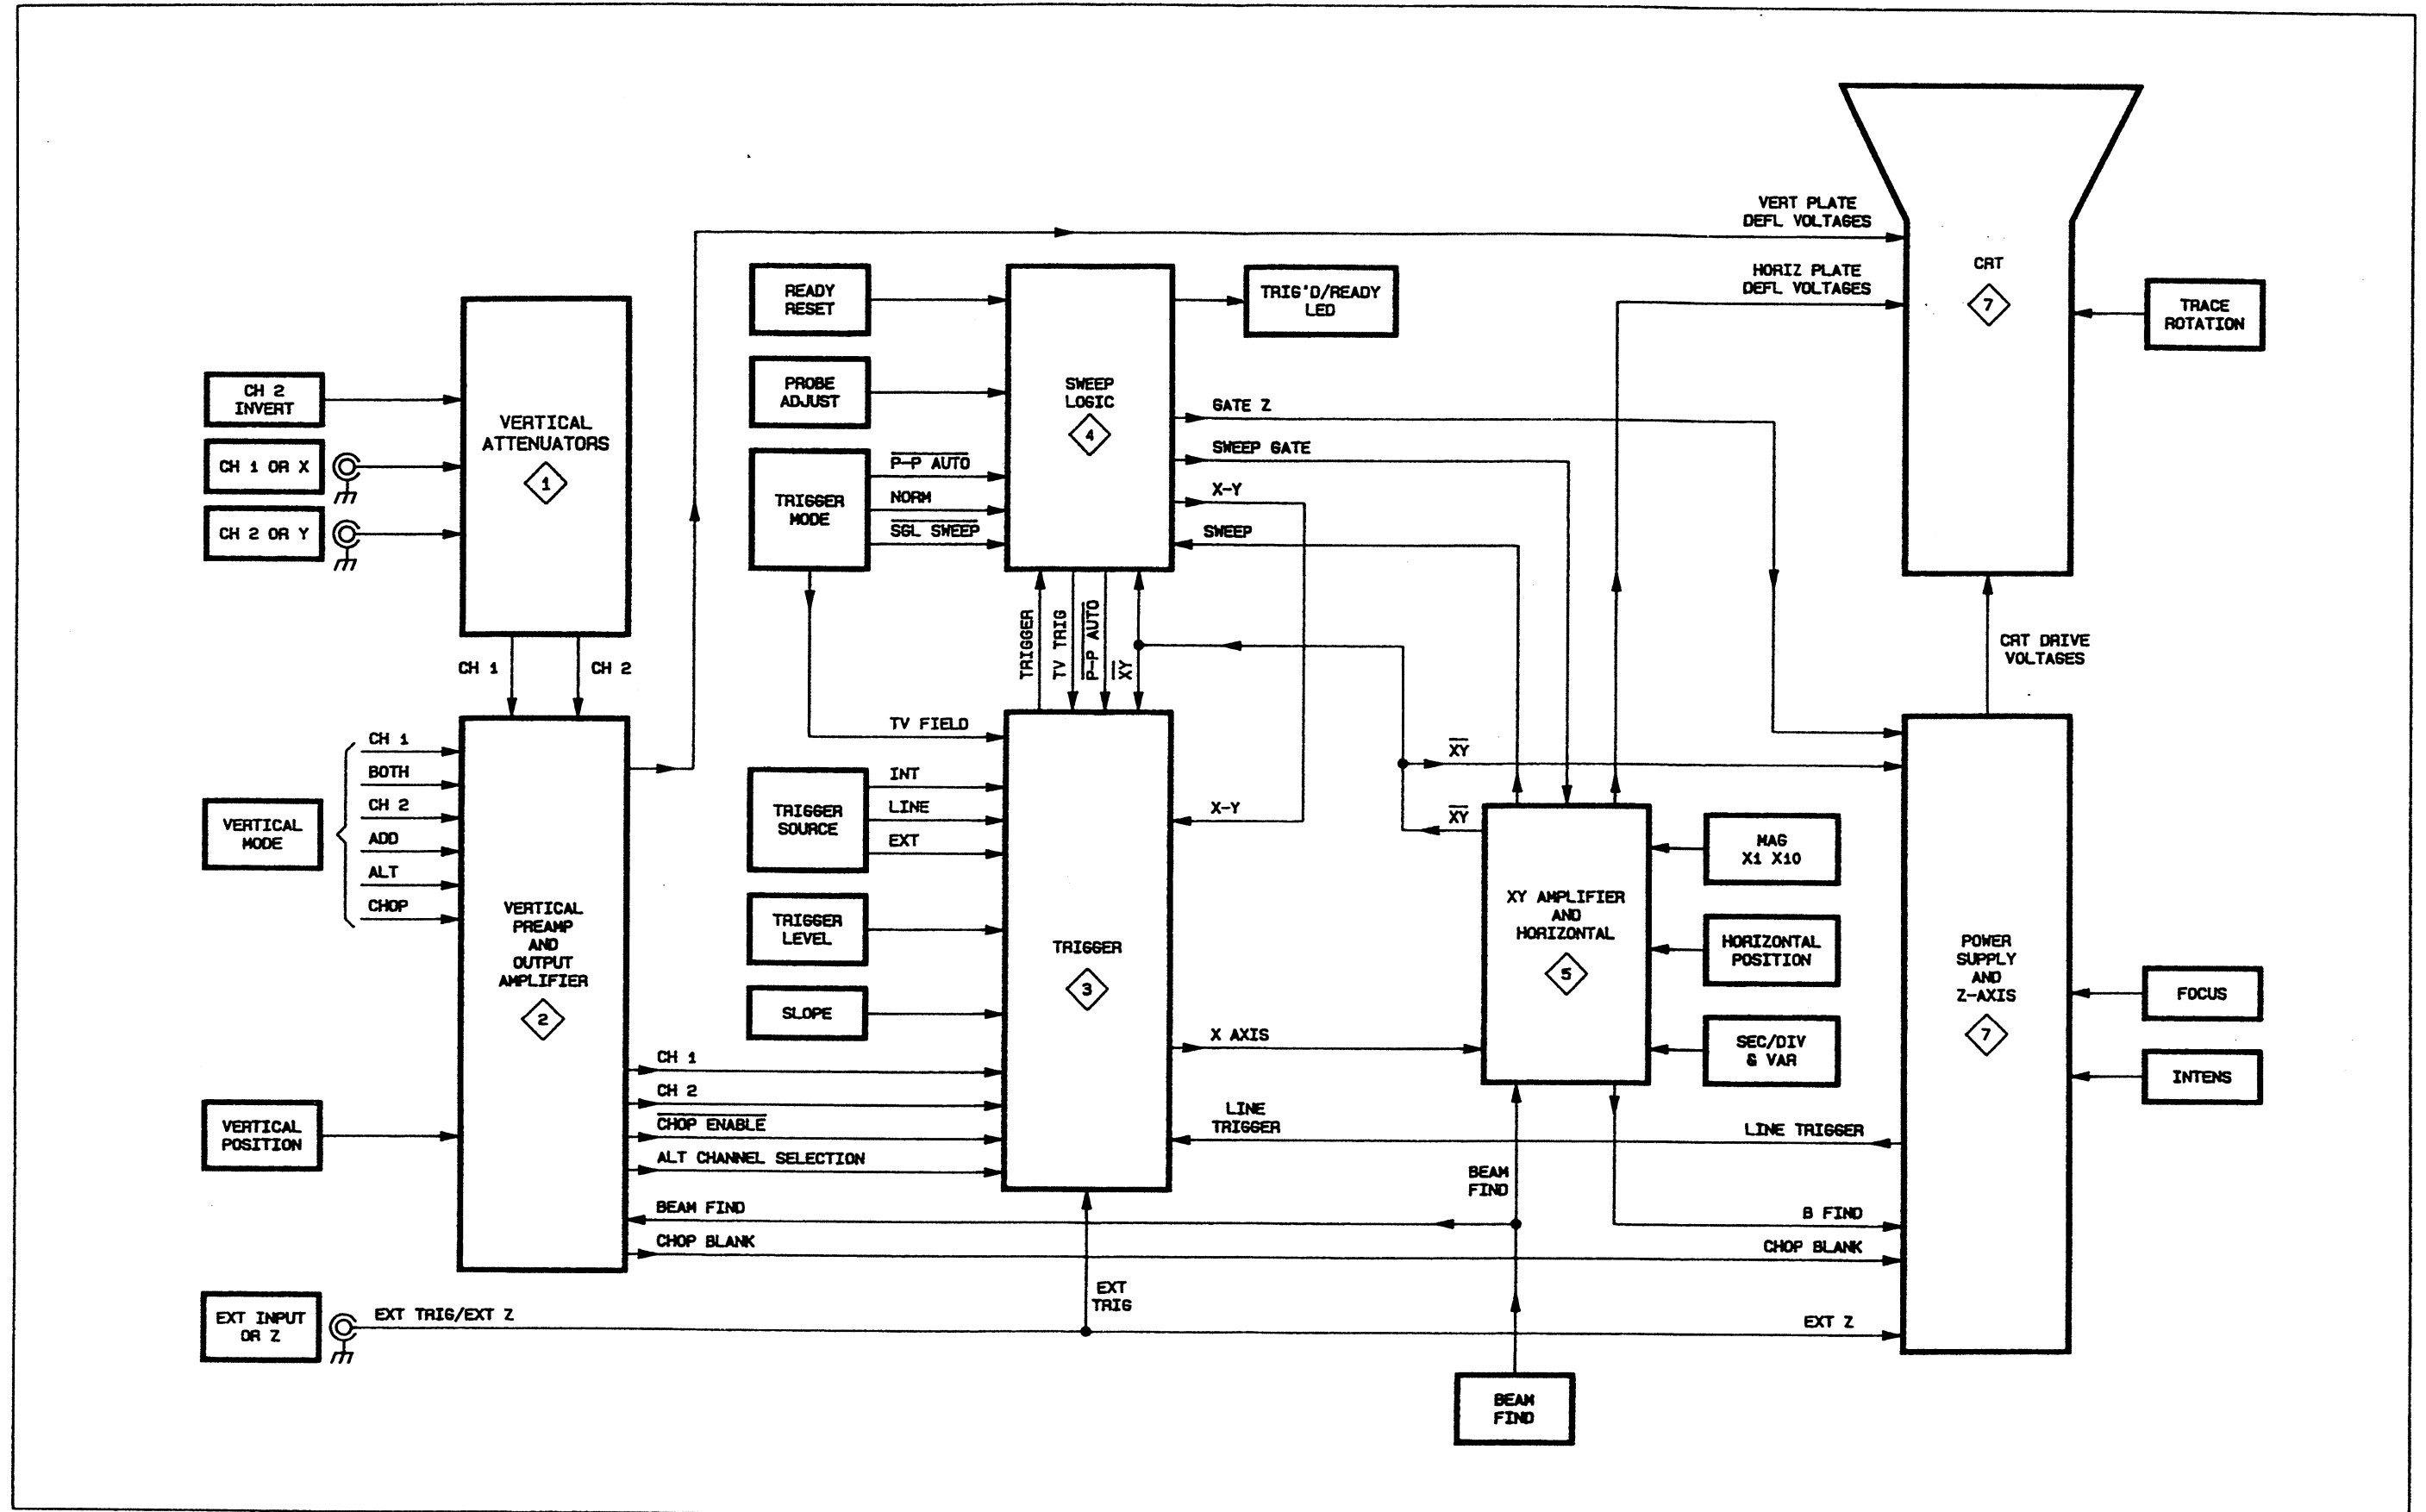 VERT PLATE
DEFL VOLTAGES
HORIZ PLATE
DEFL VOLTAGES
CRT
7
TRACE
ROTATION
READY
RESET
TRIG'D/READY
LED
PROBE
ADJUST
SWEEP
LOGIC
4
CH 2
INVERT
CH 1 OR X
CH 2 OR Y
VERTICAL
ATTENUATORS
1
TRIGGER
MODE
P-P AUTO
NORM
SGL SWEEP
GATE Z
SWEEP GATE
X-Y
SWEEP
TRIGGER
TV TRIG
P-P AUTO
XY
CH 1
CH 2
CRT DRIVE
VOLTAGES
VERTICAL
MODE
CH 1
BOTH
CH 2
ADD
ALT
CHOP
VERTICAL
PREAMP
AND
OUTPUT
AMPLIFIER
2
TV FIELD
TRIGGER
SOURCE
INT
LINE
EXT
X-Y
XY
XY
TRIGGER
LEVEL
SLOPE
TRIGGER
3
XY AMPLIFIER
AND
HORIZONTAL
5
MAG
X1 X10
HORIZONTAL
POSITION
SEC/DIV
& VAR
POWER
SUPPLY
AND
Z-AXIS
7
FOCUS
INTENS
X AXIS
VERTICAL
POSITION
CH 1
CH 2
CHOP ENABLE
ALT CHANNEL SELECTION
BEAM FIND
CHOP BLANK
LINE
TRIGGER
LINE TRIGGER
BEAM
FIND
B FIND
CHOP BLANK
EXT INPUT
OR Z
EXT TRIG/EXT Z
EXT
TRIG
EXT Z
BEAM
FIND